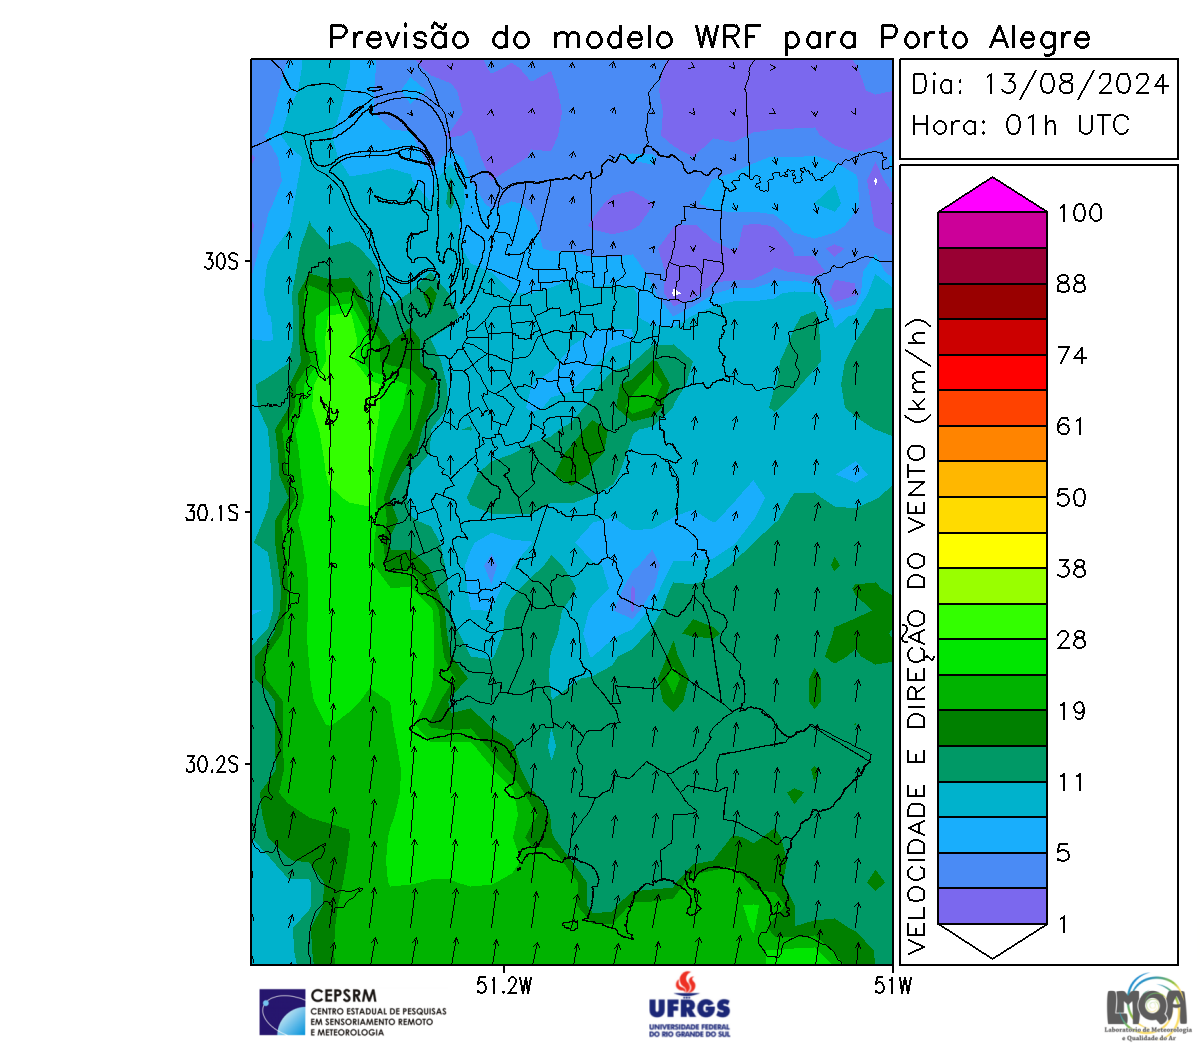 Previsão do modelo WRF para Porto Alegre
Dia: 13/08/2024
Hora: 01h UTC
100
88
74
61
50
38
28
19
11
5
1
VELOCIDADE E DIREÇÃO DO VENTO (km/h)
30S
30.1S
30.2S
51.2W
51W
CEPSRM
CENTRO ESTADUAL DE PESQUISAS
EM SENSORIAMENTO REMOTO
E METEOROLOGIA
UFRGS
UNIVERSIDADE FEDERAL
DO RIO GRANDE DO SUL
LMQA
Laboratório de Meteorologia
e Qualidade do Ar